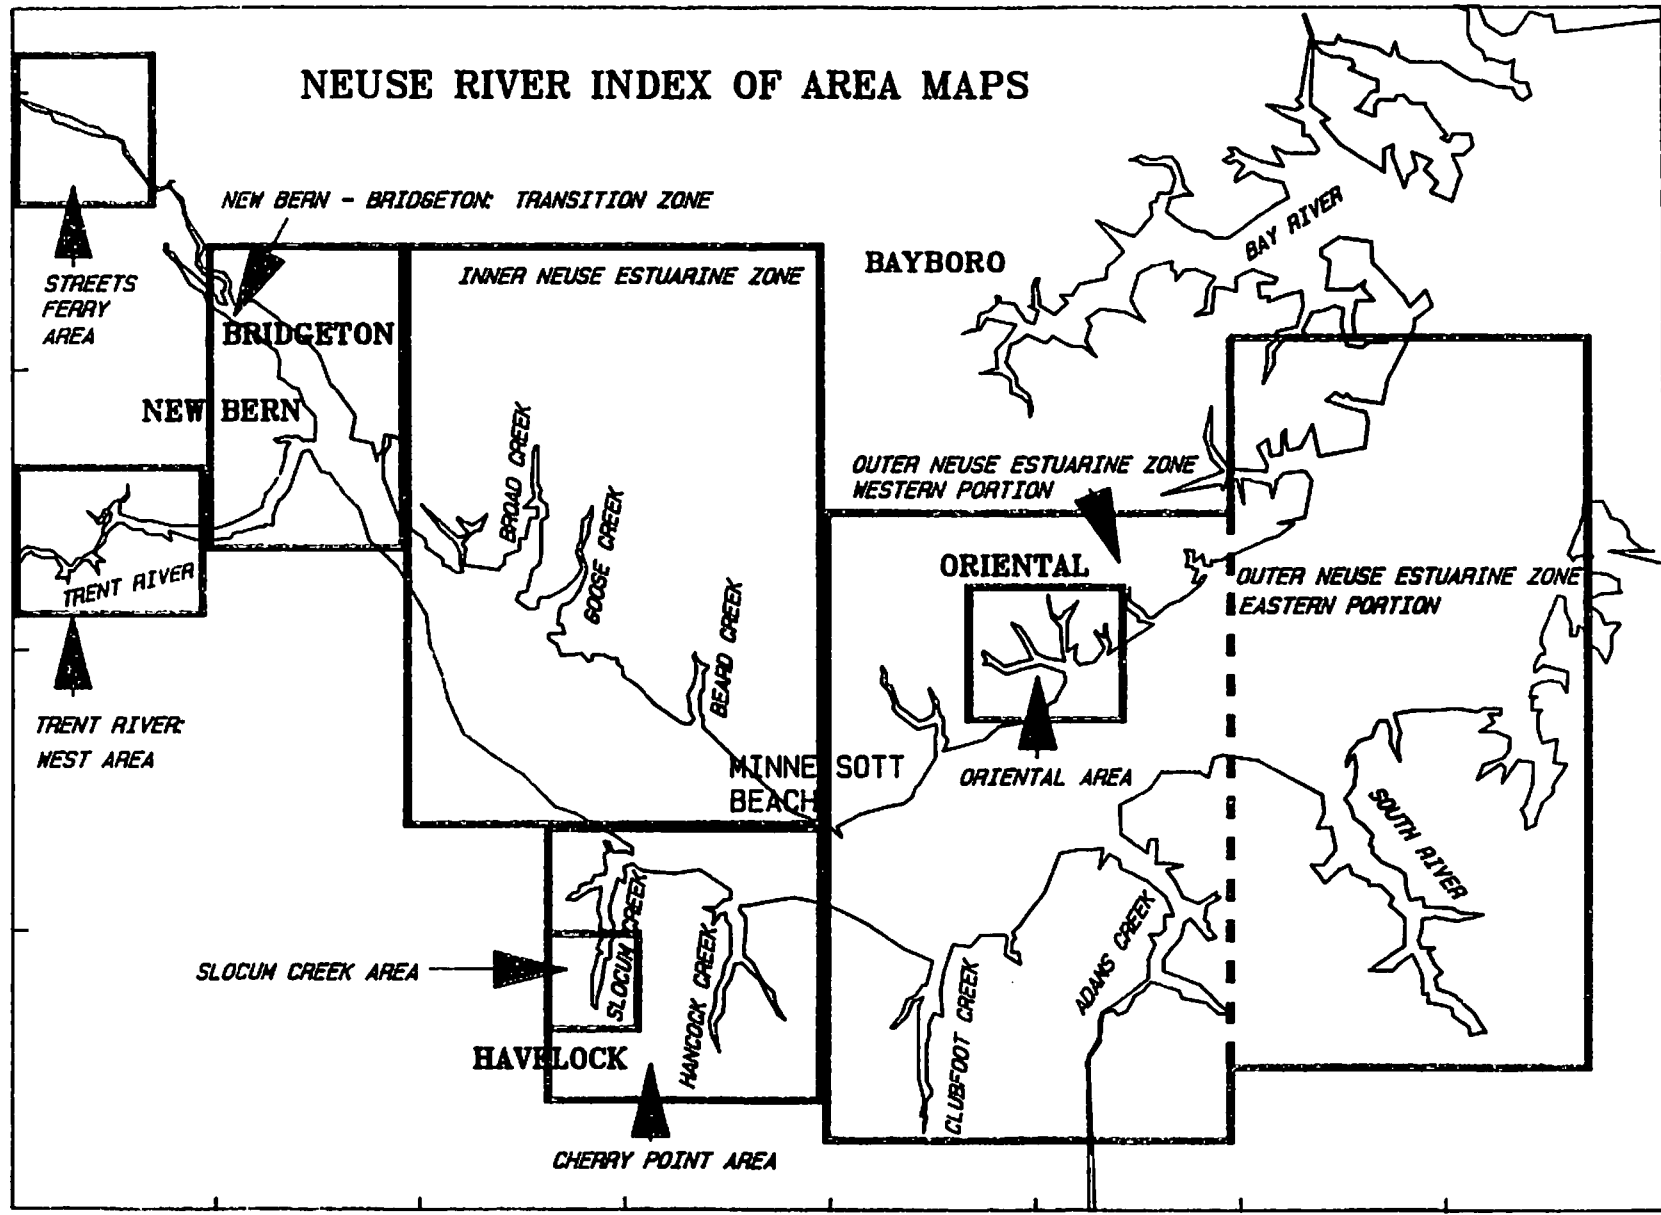 NEUSE RIVER INDEX OF AREA MAPS
NEW BERN - BRIDGETON: TRANSITION ZONE
STREETS
FERRY
AREA
INNER NEUSE ESTUARINE ZONE
BAYBORO
BAY RIVER
BRIDGETON
NEW BERN
BROAD CREEK
GOOSE CREEK
BEARD CREEK
OUTER NEUSE ESTUARINE ZONE
WESTERN PORTION
ORIENTAL
OUTER NEUSE ESTUARINE ZONE
EASTERN PORTION
TRENT RIVER
TRENT RIVER:
WEST AREA
MINNESOTT
BEACH
ORIENTAL AREA
SOUTH RIVER
SLOCUM CREEK
SLOCUM CREEK AREA
SLOCUM
HANCOCK CREEK
CLUBFOOT CREEK
ADAMS CREEK
HAVELOCK
CHERRY POINT AREA